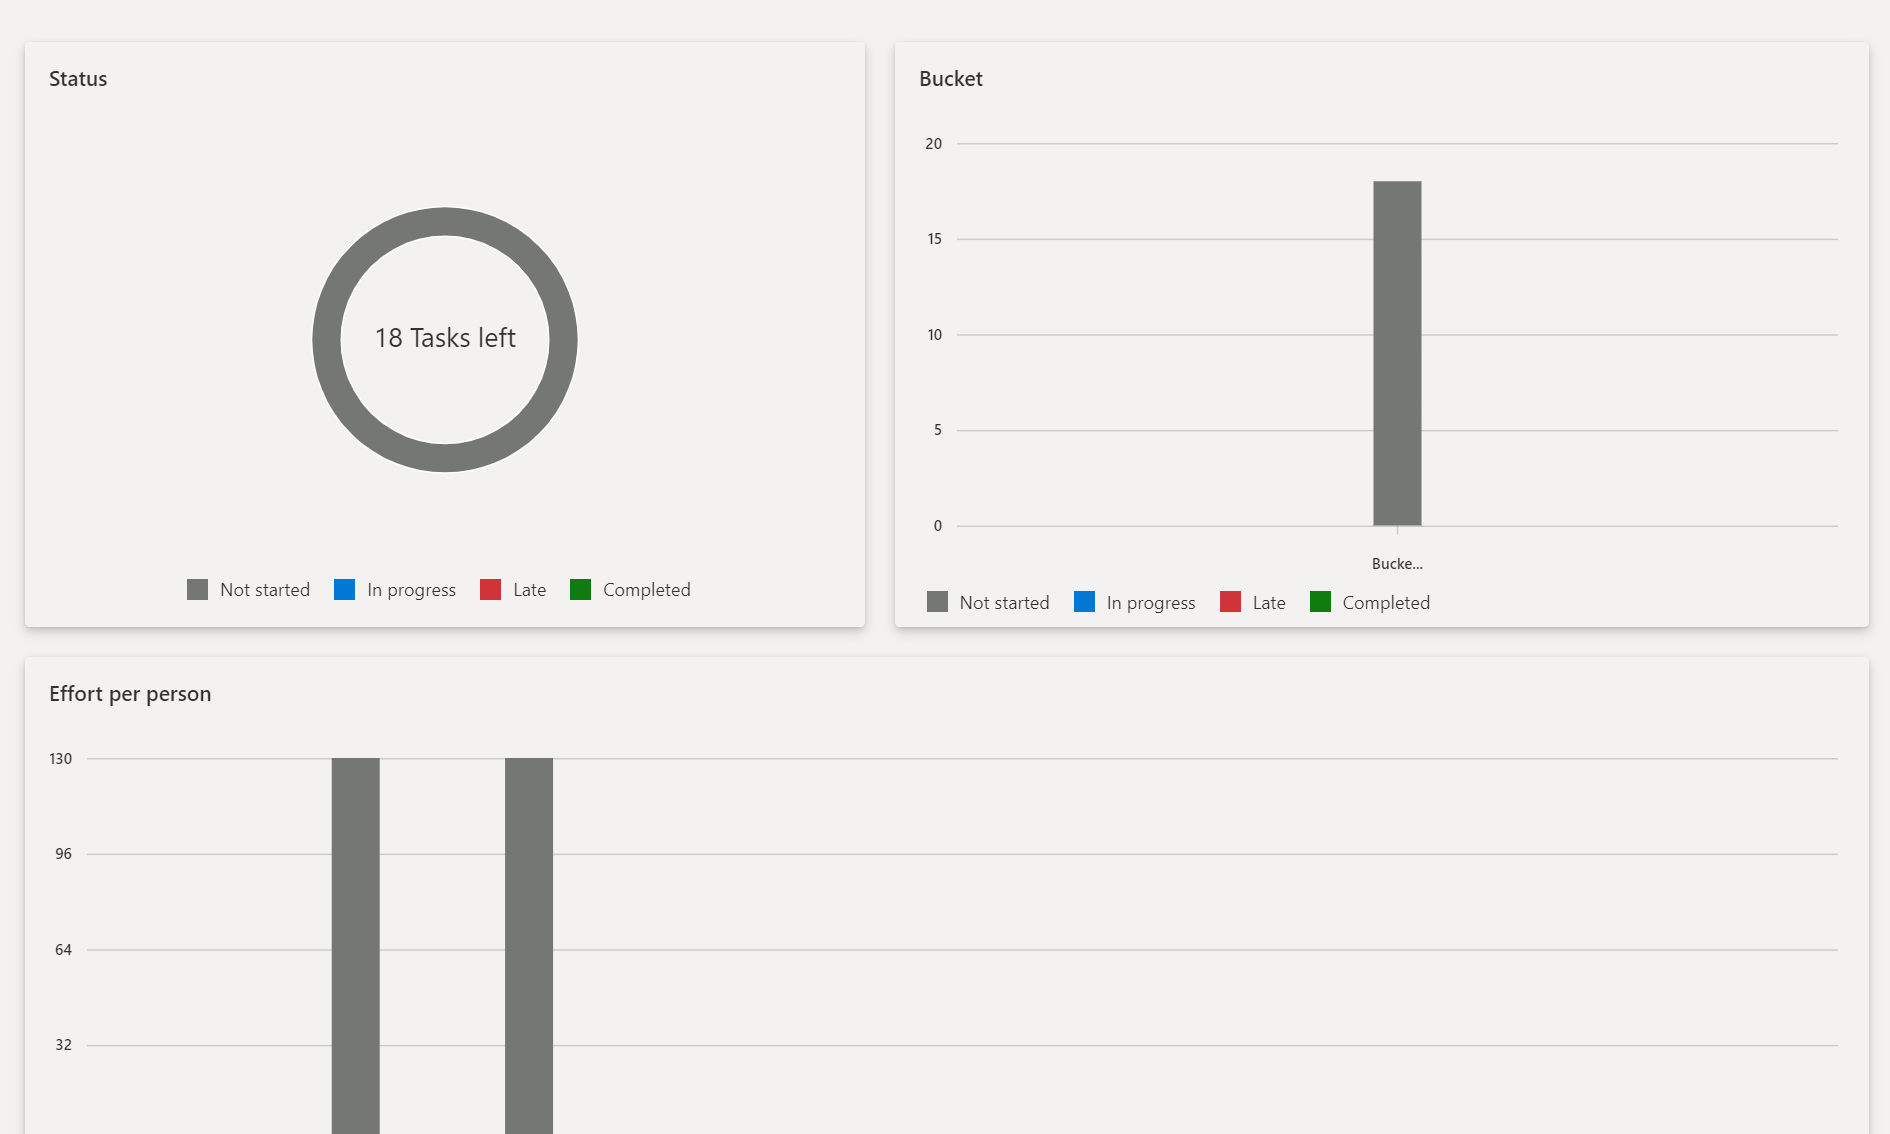 Status
18 Tasks left
Not started In progress Late Completed
Bucket
20
15
10
5
0
Bucke...
Not started In progress Late Completed
Effort per person
130
96
64
32